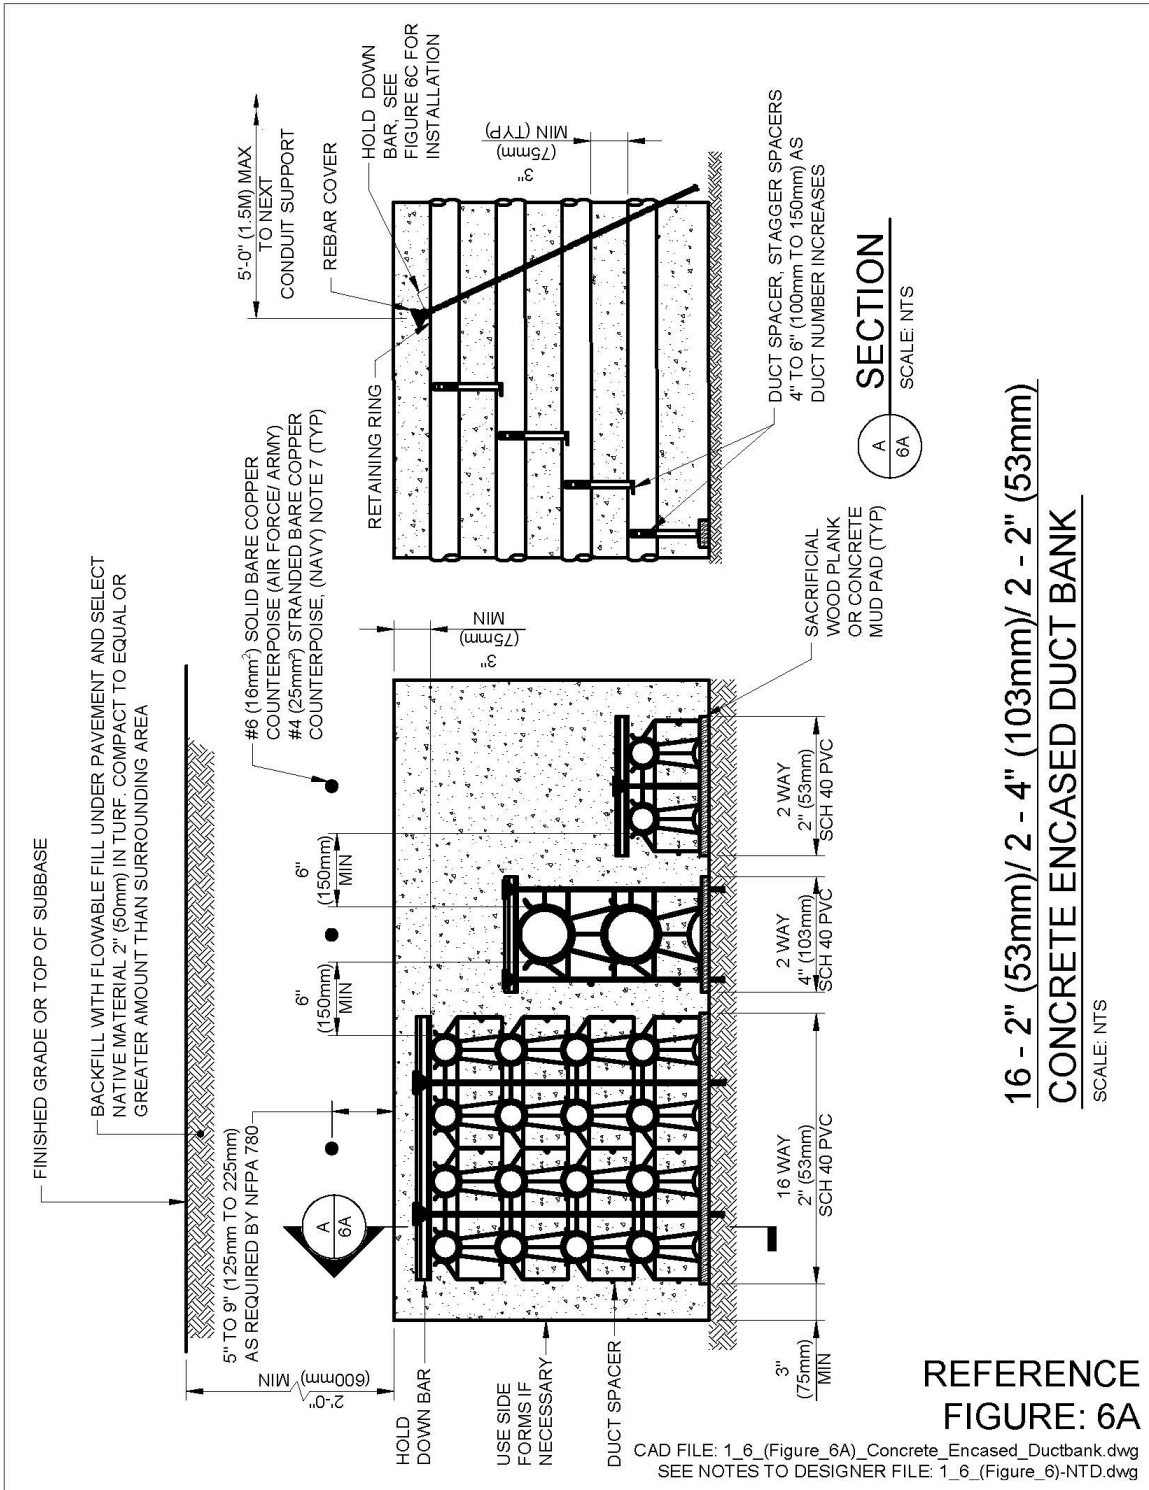 FINISHED GRADE OR TOP OF SUBBASE
BACKFILL WITH FLOWABLE FILL UNDER PAVEMENT AND SELECT
NATIVE MATERIAL 2" (50mm) IN TURF. COMPACT TO EQUAL OR
GREATER AMOUNT THAN SURROUNDING AREA
2'-0"
(600mm) MIN
5" TO 9" (125mm TO 225mm)
AS REQUIRED BY NFPA 780
#6 (16mm²) SOLID BARE COPPER
COUNTERPOISE (AIR FORCE/ ARMY)
#4 (25mm²) STRANDED BARE COPPER
COUNTERPOISE, (NAVY) NOTE 7 (TYP)
A
6A
6"
(150mm)
MIN
6"
(150mm)
MIN
3"
(75mm)
MIN
HOLD
DOWN BAR
USE SIDE
FORMS IF
NECESSARY
DUCT SPACER
3"
(75mm)
MIN
16 WAY
2" (53mm)
SCH 40 PVC
2 WAY
4" (103mm)
SCH 40 PVC
2 WAY
2" (53mm)
SCH 40 PVC
SACRIFICIAL
WOOD PLANK
OR CONCRETE
MUD PAD (TYP)
5'-0" (1.5M) MAX
TO NEXT
CONDUIT SUPPORT
REBAR COVER
RETAINING RING
HOLD DOWN
BAR, SEE
FIGURE 6C FOR
INSTALLATION
3"
(75mm)
MIN (TYP)
DUCT SPACER, STAGGER SPACERS
4" TO 6" (100mm TO 150mm) AS
DUCT NUMBER INCREASES
A
6A
SECTION
SCALE: NTS
16 - 2" (53mm)/ 2 - 4" (103mm)/ 2 - 2" (53mm)
CONCRETE ENCASED DUCT BANK
SCALE: NTS
REFERENCE
FIGURE: 6A
CAD FILE: 1_6_(Figure_6A)_Concrete_Encased_Ductbank.dwg
SEE NOTES TO DESIGNER FILE: 1_6_(Figure_6)-NTD.dwg